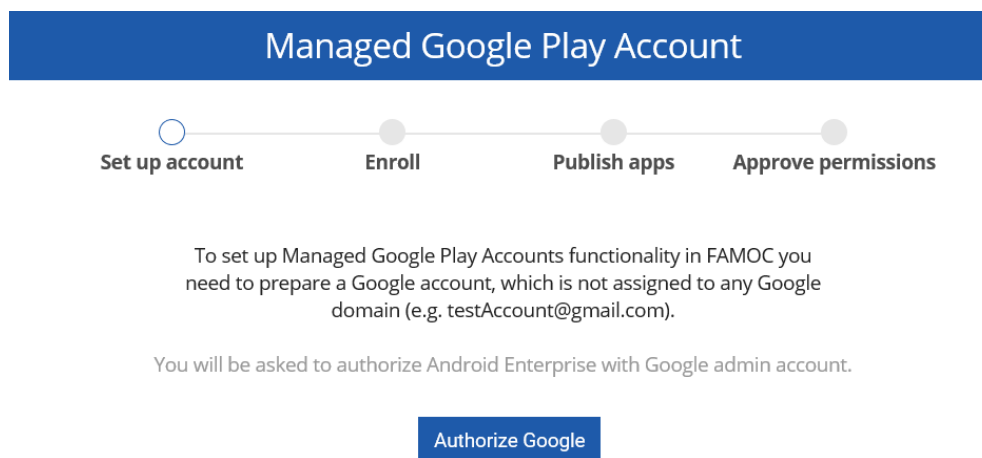 Managed Google Play Account
Set up account
Enroll
Publish apps
Approve permissions
To set up Managed Google Play Accounts functionality in FAMOC you
need to prepare a Google account, which is not assigned to any Google
domain (e.g. testAccount@gmail.com).
You will be asked to authorize Android Enterprise with Google admin account.
Authorize Google